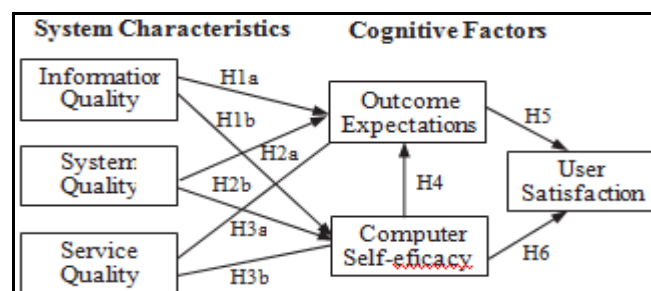 System Characteristics
Cognitive Factors
Information
Quality
H1a
Outcome
Expectations
H5
H1b
System
Quality
H2a
User
Satisfaction
H2b
H4
H3a
Computer
Self-eficacy
H6
Service
Quality
H3b